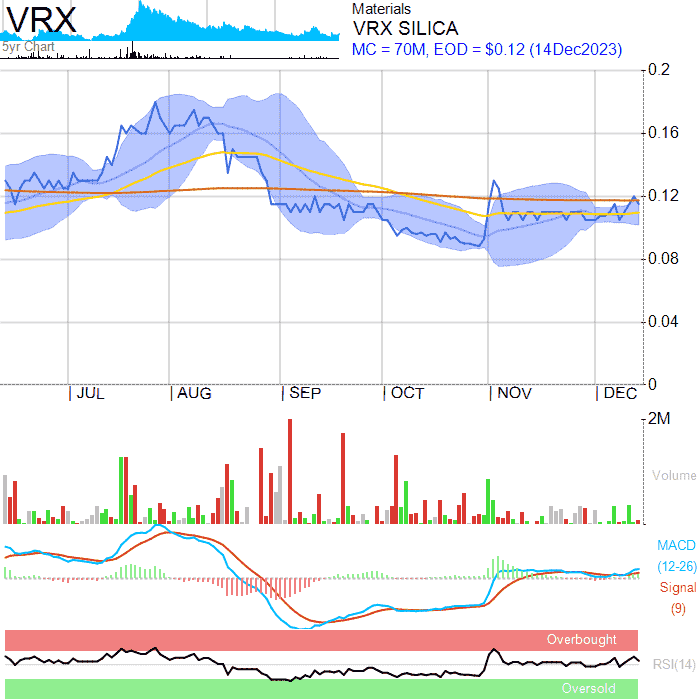 VRX
5yr Chart
Materials
VRX SILICA
MC = 70M, EOD = $0.12 (14Dec2023)
0.2
0.16
0.12
0.08
0.04
0
JUL
AUG
SEP
OCT
NOV
DEC
2M
Volume
MACD
(12-26)
Signal
(9)
Overbought
RSI(14)
Oversold